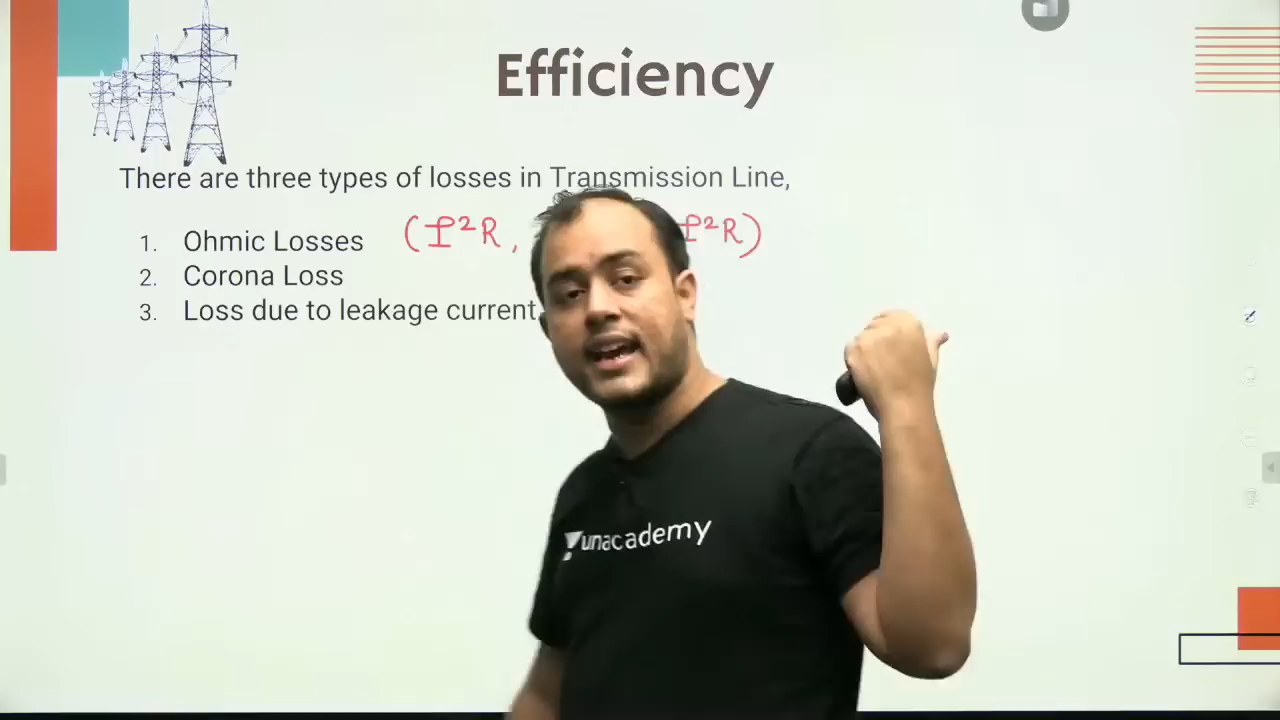 Efficiency
There are three types of losses in Transmission Line,
1. Ohmic Losses (I²R, I²R)
2. Corona Loss
3. Loss due to leakage current
unacademy